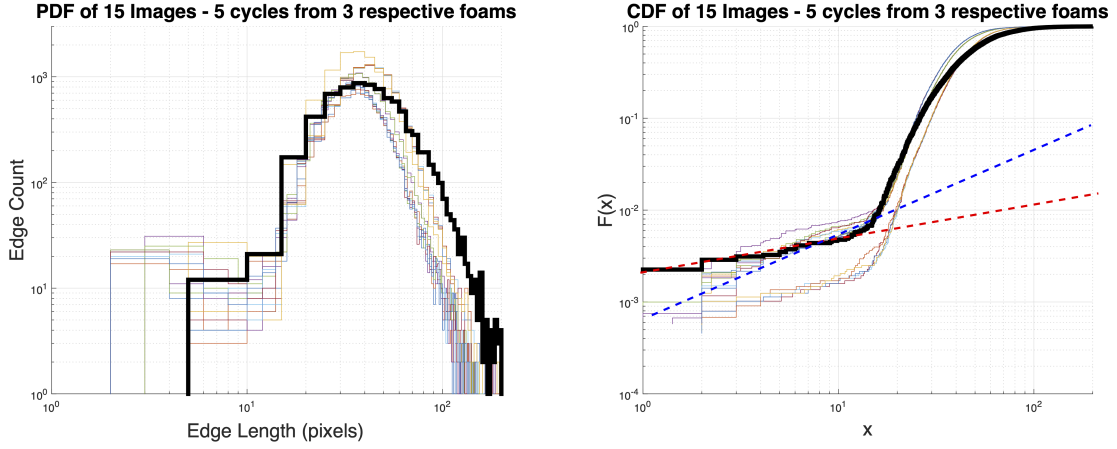 PDF of 15 Images - 5 cycles from 3 respective foams
10³
10²
10¹
10⁰
Edge Count
10⁰ 10¹ 10²
Edge Length (pixels)
CDF of 15 Images - 5 cycles from 3 respective foams
10⁰
10⁻¹
10⁻²
10⁻³
10⁻⁴
F(x)
10⁰ 10¹ 10²
x